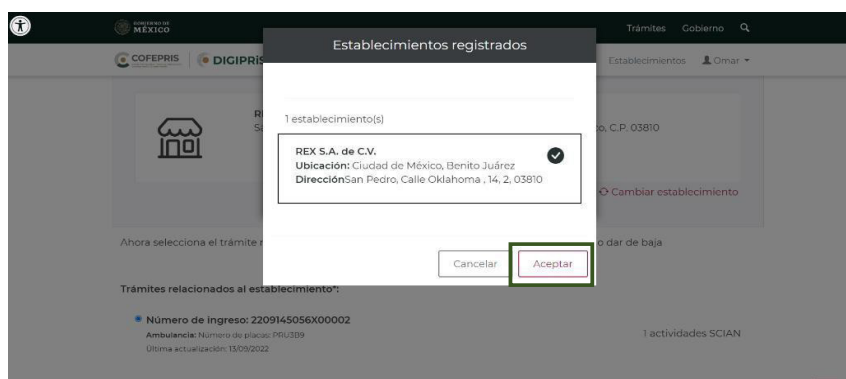 GOBIERNO DE
MÉXICO
Trámites Gobierno
COFEPRIS DIGIPRiS
Establecimientos Omar
Establecimientos registrados
1 establecimiento(s)
REX S.A. de C.V.
Ubicación: Ciudad de México, Benito Juárez
DirecciónSan Pedro, Calle Oklahoma , 14, 2, 03810
Cancelar Aceptar
R
Sa
o, C.P. 03810
Cambiar establecimiento
Ahora selecciona el trámite
o dar de baja
Trámites relacionados al establecimiento*:
Número de ingreso: 2209145056X00002
Ambulancia: Número de placas: PRU3B9
Última actualización: 13/09/2022
1 actividades SCIAN